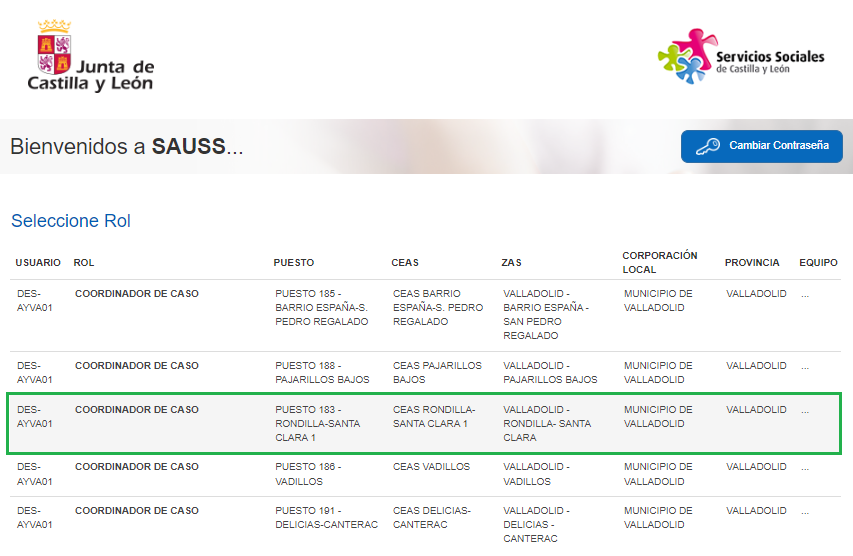 Junta de
Castilla y León
Servicios Sociales
de Castilla y León
Bienvenidos a SAUSS...
Cambiar Contraseña
Seleccione Rol
USUARIO ROL PUESTO CEAS ZAS CORPORACIÓN LOCAL PROVINCIA EQUIPO
DES- COORDINADOR DE CASO PUESTO 185 - CEAS BARRIO VALLADOLID - MUNICIPIO DE VALLADOLID ...
AYVA01 BARRIO ESPAÑA-S. ESPAÑA-S. PEDRO BARRIO ESPAÑA - VALLADOLID
PEDRO REGALADO REGALADO SAN PEDRO
REGALADO
DES- COORDINADOR DE CASO PUESTO 188 - CEAS PAJARILLOS VALLADOLID - MUNICIPIO DE VALLADOLID ...
AYVA01 PAJARILLOS BAJOS BAJOS PAJARILLOS BAJOS VALLADOLID
DES- COORDINADOR DE CASO PUESTO 183 - CEAS RONDILLA- VALLADOLID - MUNICIPIO DE VALLADOLID ...
AYVA01 RONDILLA-SANTA SANTA CLARA 1 RONDILLA- SANTA VALLADOLID
CLARA 1 CLARA
DES- COORDINADOR DE CASO PUESTO 186 - CEAS VADILLOS VALLADOLID - MUNICIPIO DE VALLADOLID ...
AYVA01 VADILLOS VADILLOS VALLADOLID
DES- COORDINADOR DE CASO PUESTO 191 - CEAS DELICIAS- VALLADOLID - MUNICIPIO DE VALLADOLID ...
AYVA01 DELICIAS-CANTERAC CANTERAC DELICIAS - VALLADOLID
CANTERAC